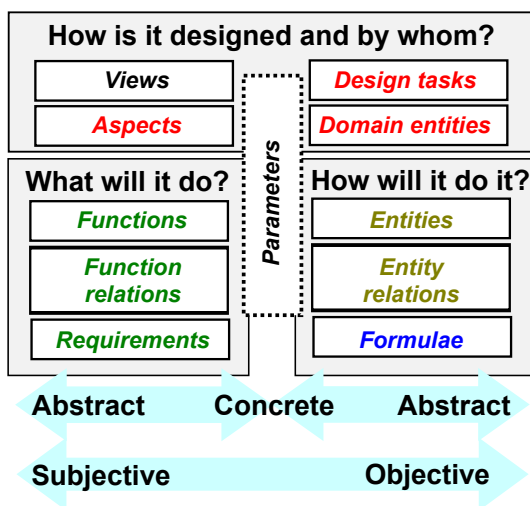 How is it designed and by whom?
Views
Design tasks
Aspects
Domain entities
Parameters
What will it do?
How will it do it?
Functions
Entities
Function
relations
Entity
relations
Requirements
Formulae
Abstract
Concrete
Abstract
Subjective
Objective